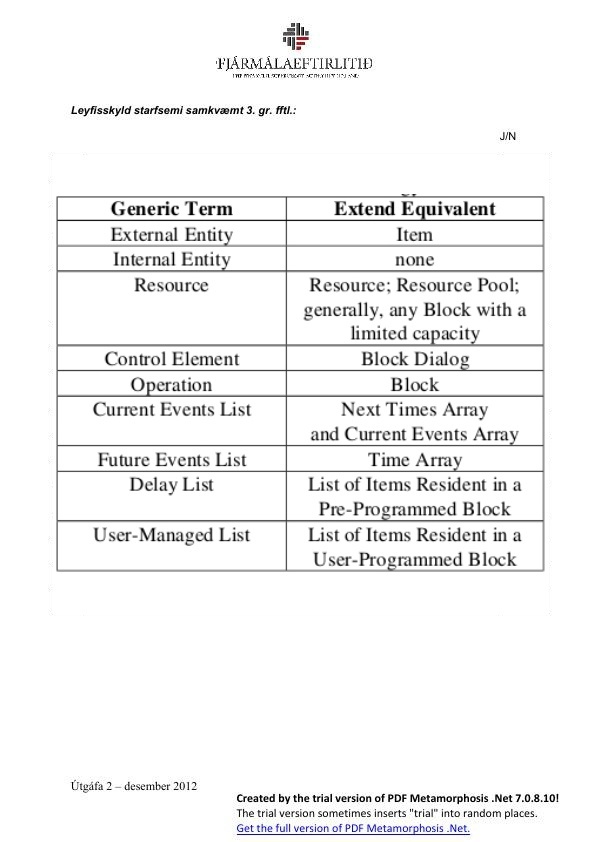 FJÁRMÁLAEFTIRLITIÐ
Leyfisskyld starfsemi samkvæmt 3. gr. fftl.:
J/N
Generic Term Extend Equivalent
External Entity Item
Internal Entity none
Resource Resource; Resource Pool;
generally, any Block with a
limited capacity
Control Element Block Dialog
Operation Block
Current Events List Next Times Array
and Current Events Array
Future Events List Time Array
Delay List List of Items Resident in a
Pre-Programmed Block
User-Managed List List of Items Resident in a
User-Programmed Block
Útgáfa 2 – desember 2012
Created by the trial version of PDF Metamorphosis .Net 7.0.8.10!
The trial version sometimes inserts "trial" into random places.
Get the full version of PDF Metamorphosis .Net.